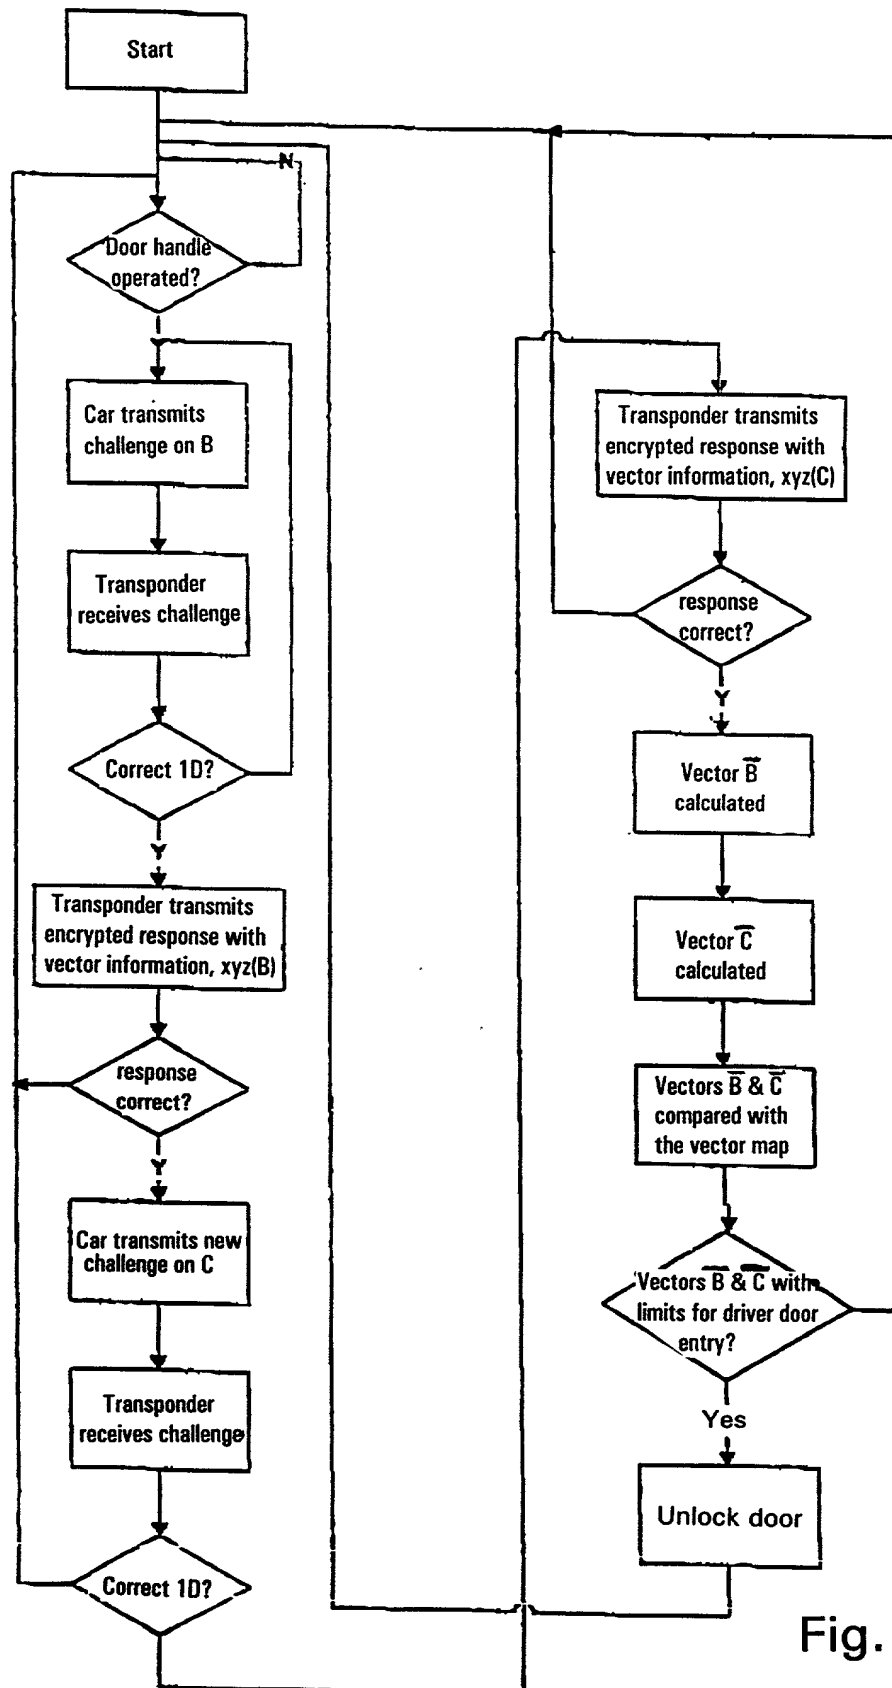 Start
N
Door handle
operated?
Y
Car transmits
challenge on B
Transponder
receives challenge
Correct 1D?
Y
Transponder transmits
encrypted response with
vector information, xyz(B)
response
correct?
Y
Car transmits new
challenge on C
Transponder
receives challenge
Correct 1D?
Transponder transmits
encrypted response with
vector information, xyz(C)
response
correct?
Y
Vector B̅
calculated
Vector C̅
calculated
Vectors B̅ & C̅
compared with
the vector map
Vectors B̅ & C̅ with
limits for driver door
entry?
Yes
Unlock door
Fig.